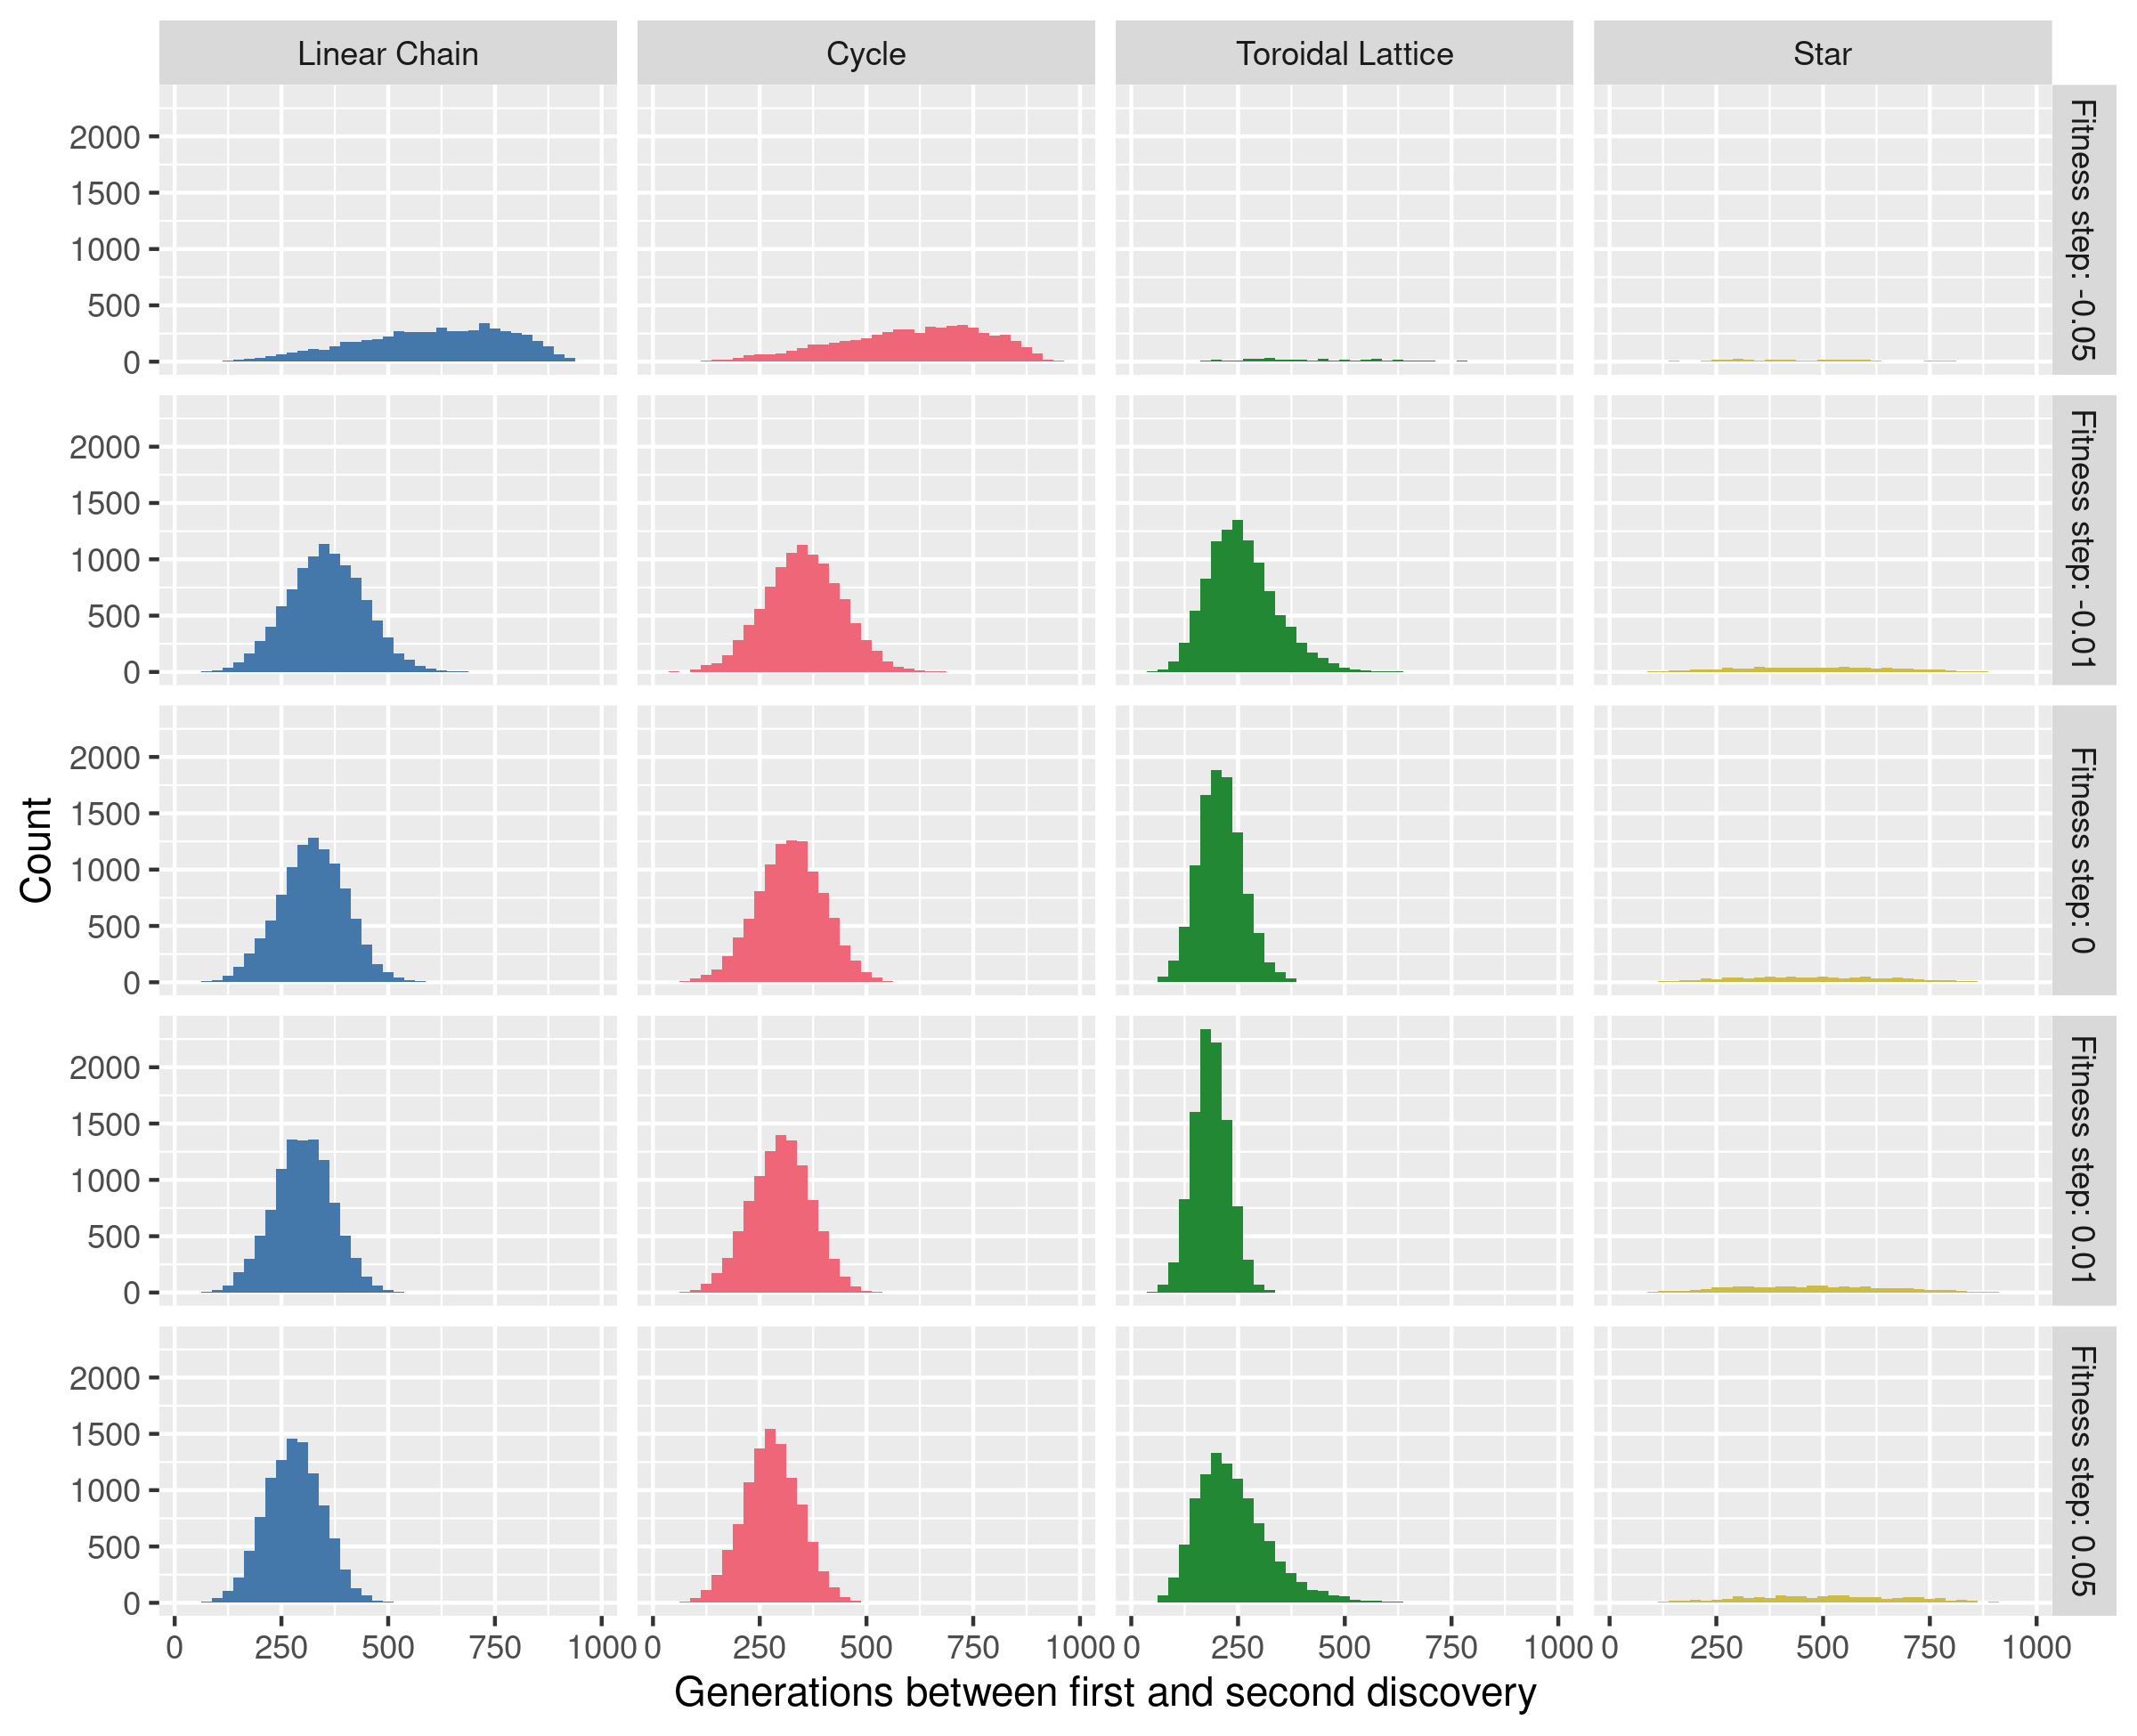 Linear Chain Cycle Toroidal Lattice Star
2000
1500
1000
500
0
Fitness step: -0.05
2000
1500
1000
500
0
Fitness step: -0.01
2000
1500
1000
500
0
Fitness step: 0
2000
1500
1000
500
0
Fitness step: 0.01
2000
1500
1000
500
0
Fitness step: 0.05
Count
0 250 500 750 1000 0 250 500 750 1000 0 250 500 750 1000 0 250 500 750 1000
Generations between first and second discovery